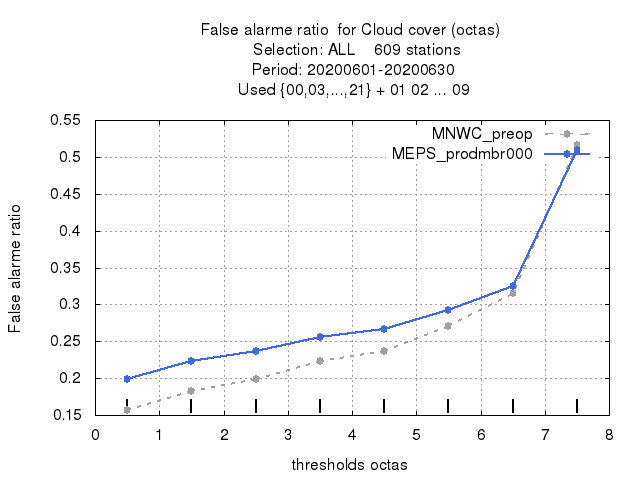 False alarme ratio  for Cloud cover (octas)
Selection: ALL    609 stations
Period: 20200601-20200630
Used {00,03,...,21} + 01 02 ... 09
MNWC_preop
MEPS_prodmbr000
False alarme ratio
0.55
0.5
0.45
0.4
0.35
0.3
0.25
0.2
0.15
0 1 2 3 4 5 6 7 8
thresholds octas